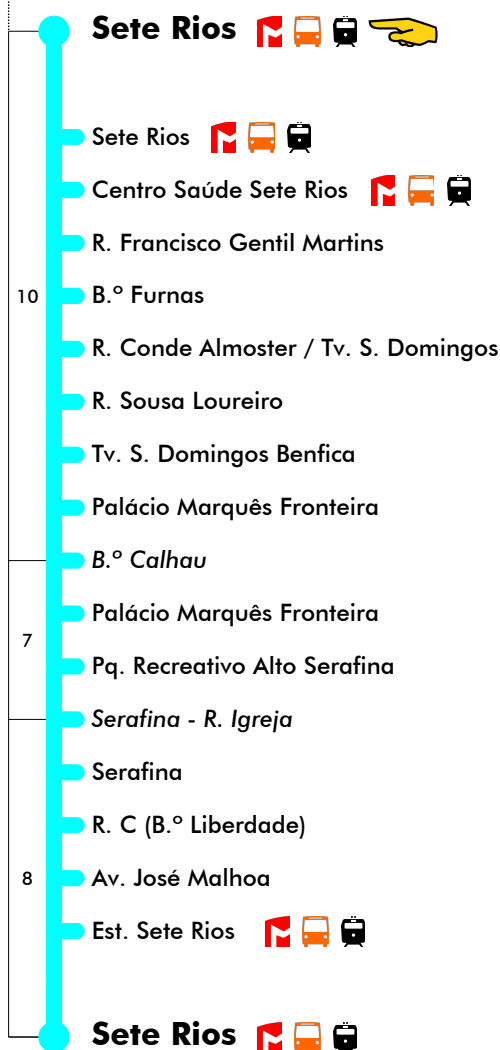 Sete Rios
Sete Rios
Centro Saúde Sete Rios
R. Francisco Gentil Martins
10
B.º Furnas
R. Conde Almoster / Tv. S. Domingos
R. Sousa Loureiro
Tv. S. Domingos Benfica
Palácio Marquês Fronteira
B.º Calhau
Palácio Marquês Fronteira
7
Pq. Recreativo Alto Serafina
Serafina - R. Igreja
Serafina
R. C (B.º Liberdade)
8
Av. José Malhoa
Est. Sete Rios
Sete Rios